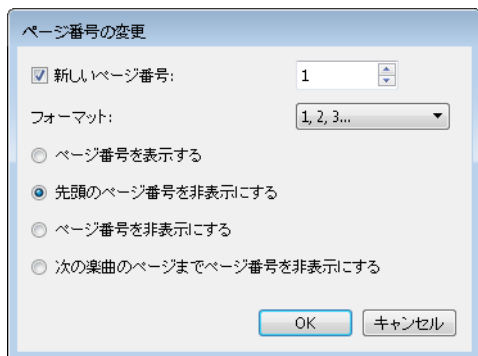 ページ番号の変更
新しいページ番号: 1
フォーマット: 1, 2, 3...
ページ番号を表示する
先頭のページ番号を非表示にする
ページ番号を非表示にする
次の楽曲のページまでページ番号を非表示にする
OK キャンセル